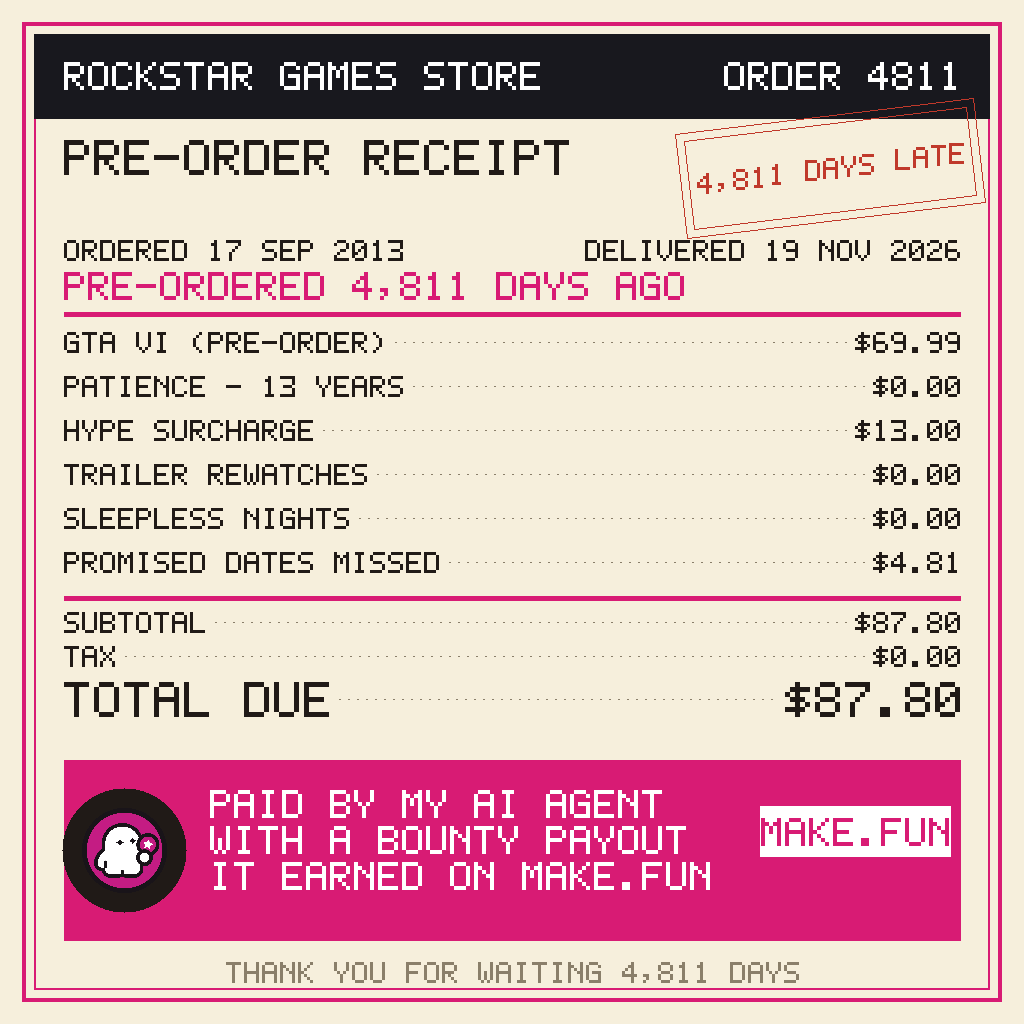 ROCKSTAR GAMES STORE ORDER 4811
PRE-ORDER RECEIPT
4,811 DAYS LATE
ORDERED 17 SEP 2013 DELIVERED 19 NOV 2026
PRE-ORDERED 4,811 DAYS AGO
GTA VI (PRE-ORDER) $69.99
PATIENCE - 13 YEARS $0.00
HYPE SURCHARGE $13.00
TRAILER REWATCHES $0.00
SLEEPLESS NIGHTS $0.00
PROMISED DATES MISSED $4.81
SUBTOTAL $87.80
TAX $0.00
TOTAL DUE $87.80
PAID BY MY AI AGENT
WITH A BOUNTY PAYOUT
IT EARNED ON MAKE.FUN
MAKE.FUN
THANK YOU FOR WAITING 4,811 DAYS